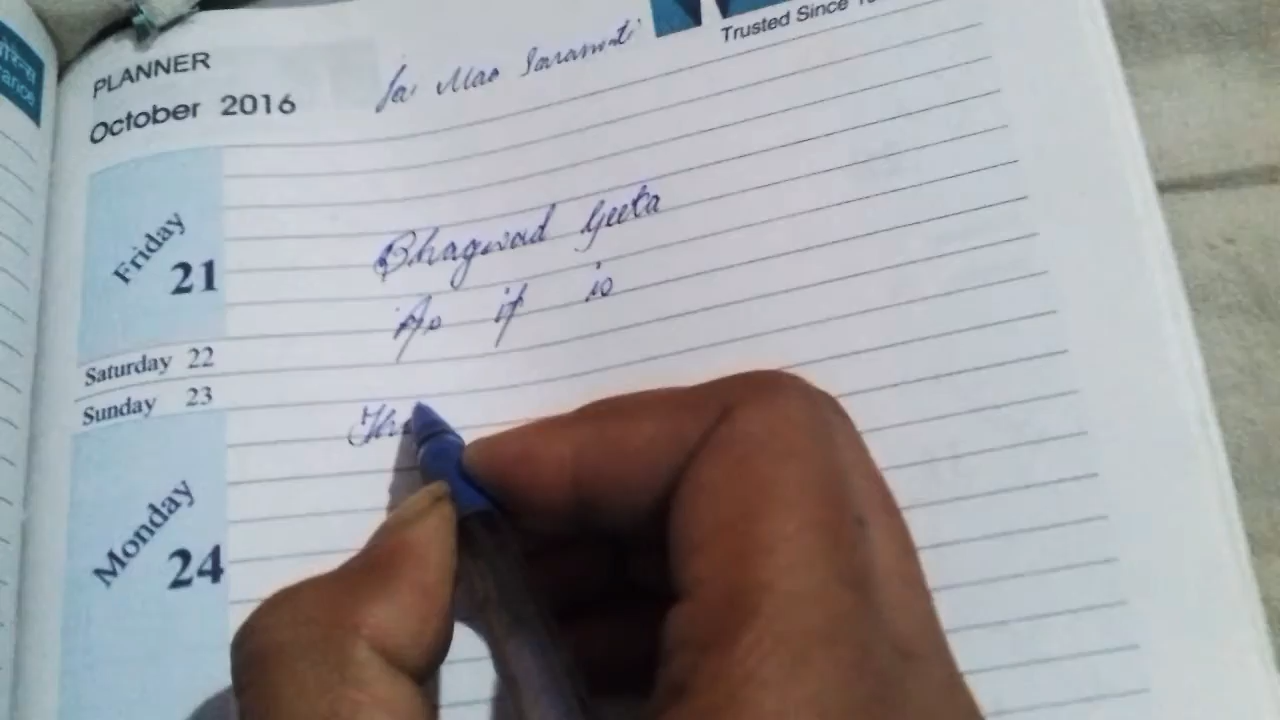 PLANNER
October 2016
Jai Maa Saraswati
Trusted Since
Bhagwad Geeta
As it is
Friday
21
Saturday 22
Sunday 23
Monday
24